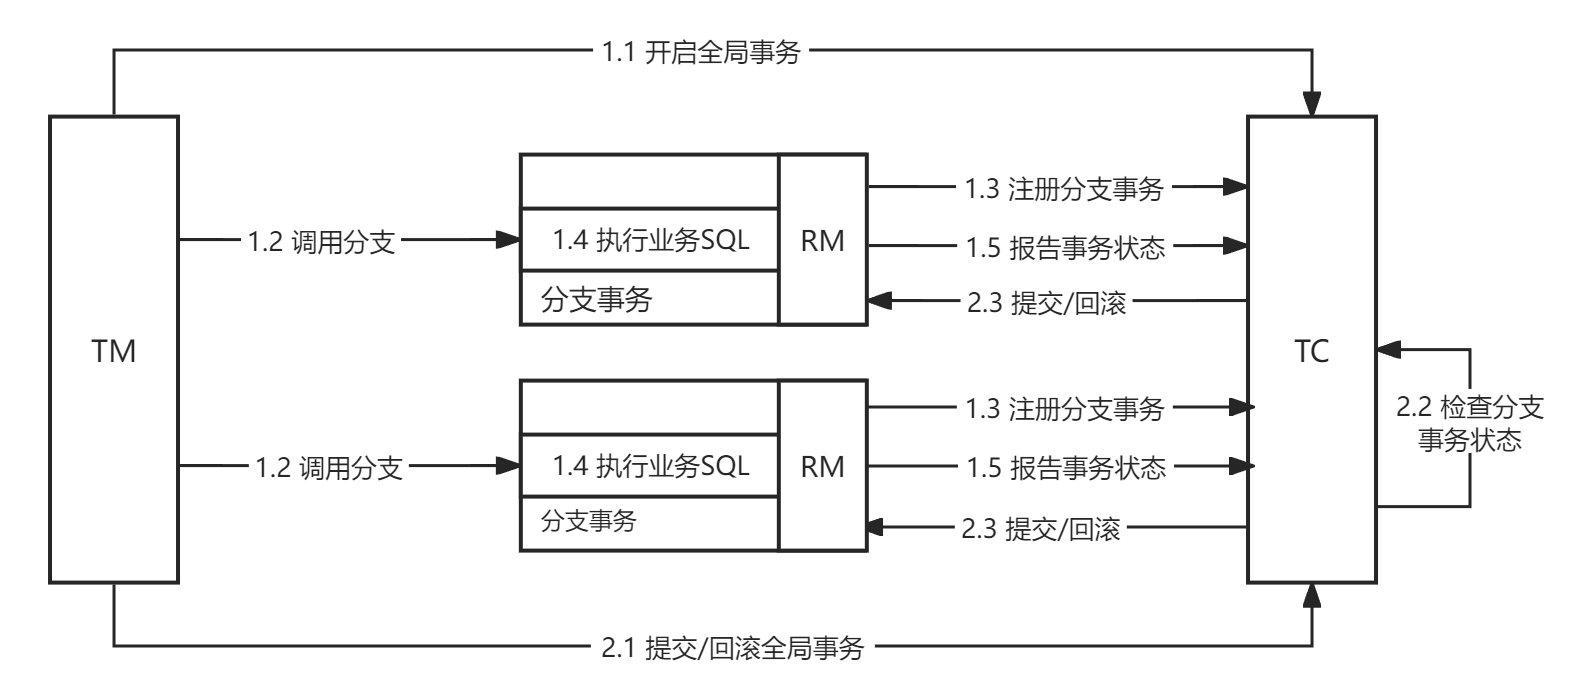 1.1 开启全局事务
1.3 注册分支事务
1.2 调用分支
1.4 执行业务SQL
RM
1.5 报告事务状态
分支事务
2.3 提交/回滚
TM
TC
1.3 注册分支事务
2.2 检查分支
事务状态
1.2 调用分支
1.4 执行业务SQL
RM
1.5 报告事务状态
分支事务
2.3 提交/回滚
2.1 提交/回滚全局事务